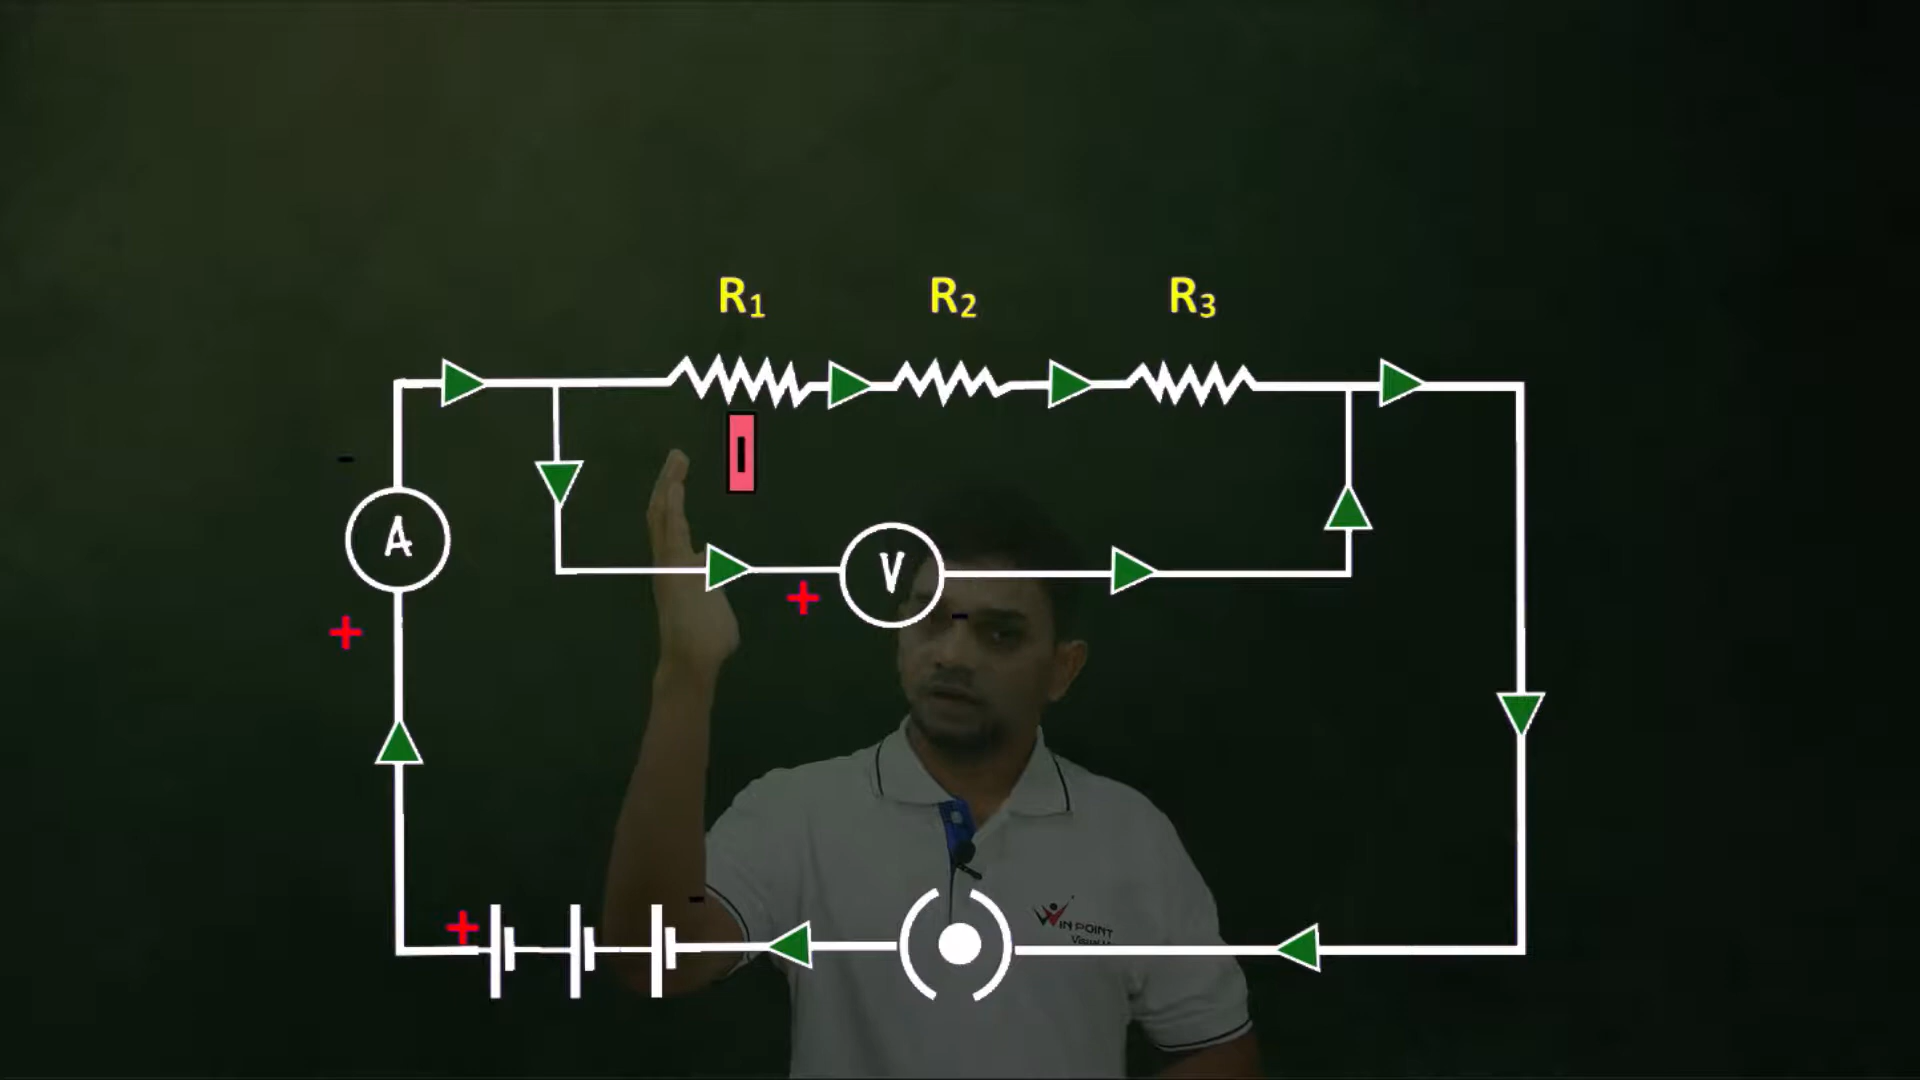 R₁ R₂ R₃
I
-
A
V
+
-
+
+
-
WIN POINT